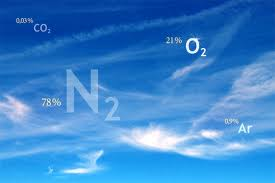 0,03% CO₂
21% O₂
78% N₂
0,9% Ar